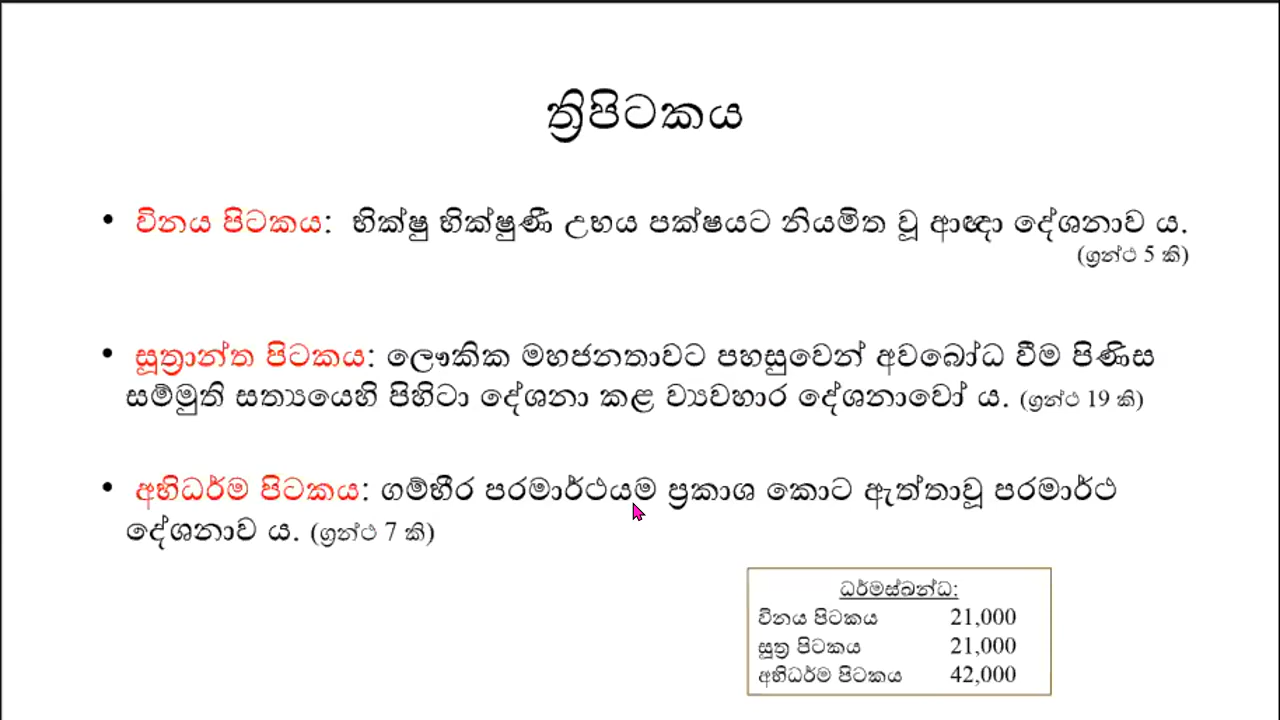 ත්‍රිපිටකය
• විනය පිටකය: භික්ෂු භික්ෂුණී උභය පක්ෂයට නියමිත වූ ආඥා දේශනාව ය.
(ග්‍රන්ථ 5 කි)
• සූත්‍රාන්ත පිටකය: ලෞකික මහජනතාවට පහසුවෙන් අවබෝධ වීම පිණිස
සම්මුති සත්‍යයෙහි පිහිටා දේශනා කළ ව්‍යවහාර දේශනාවෝ ය. (ග්‍රන්ථ 19 කි)
• අභිධර්ම පිටකය: ගම්භීර පරමාර්ථයම ප්‍රකාශ කොට ඇත්තාවූ පරමාර්ථ
දේශනාව ය. (ග්‍රන්ථ 7 කි)
ධර්මස්ඛන්ධ:
විනය පිටකය 21,000
සූත්‍ර පිටකය 21,000
අභිධර්ම පිටකය 42,000